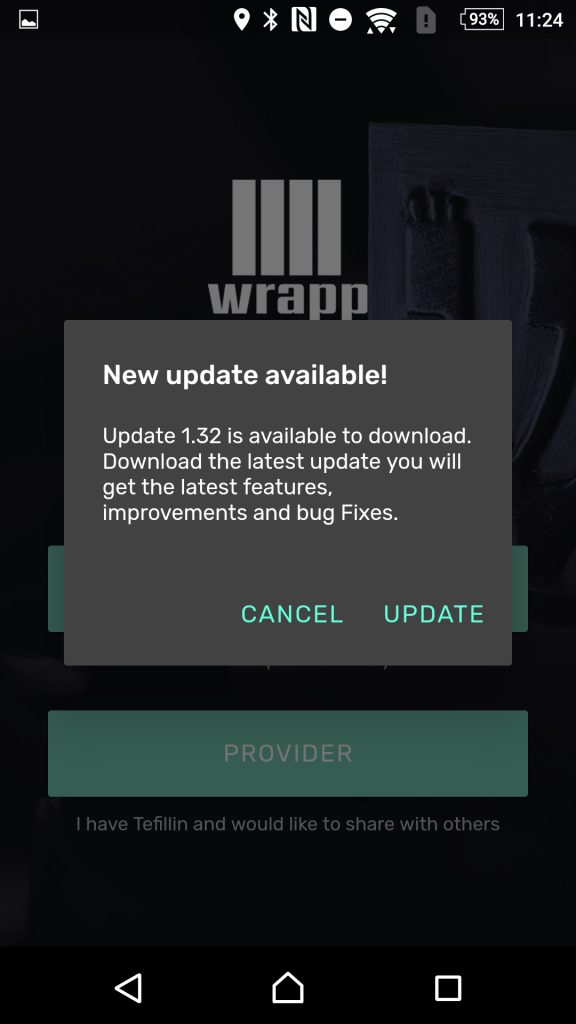 93% 11:24
wrapp
New update available!
Update 1.32 is available to download.
Download the latest update you will
get the latest features,
improvements and bug Fixes.
CANCEL UPDATE
PROVIDER
I have Tefillin and would like to share with others